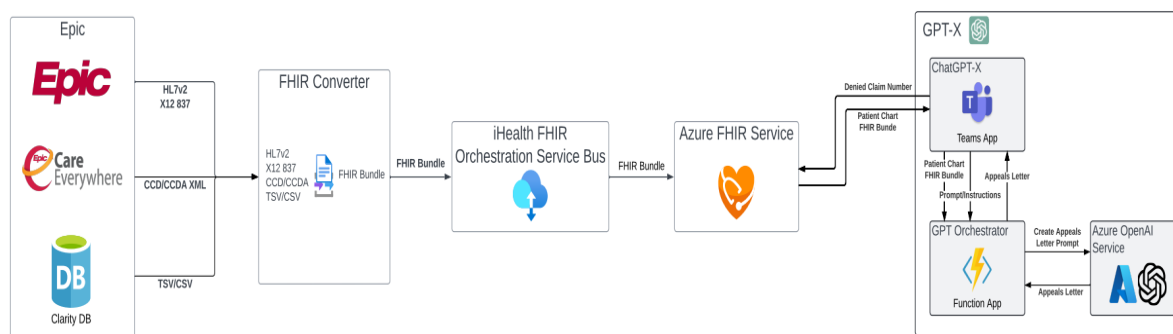 Epic
Epic
HL7v2
X12 837
Epic
Care
Everywhere
CCD/CCDA XML
DB
Clarity DB
TSV/CSV
FHIR Converter
HL7v2
X12 837
CCD/CCDA
TSV/CSV
FHIR Bundle
FHIR Bundle
iHealth FHIR
Orchestration Service Bus
FHIR Bundle
Azure FHIR Service
Denied Claim Number
Patient Chart
FHIR Bunde
GPT-X
ChatGPT-X
T
Teams App
Patient Chart
FHIR Bundle
Prompt/Instructions
Appeals Letter
GPT Orchestrator
Function App
Create Appeals
Letter Prompt
Appeals Letter
Azure OpenAI
Service